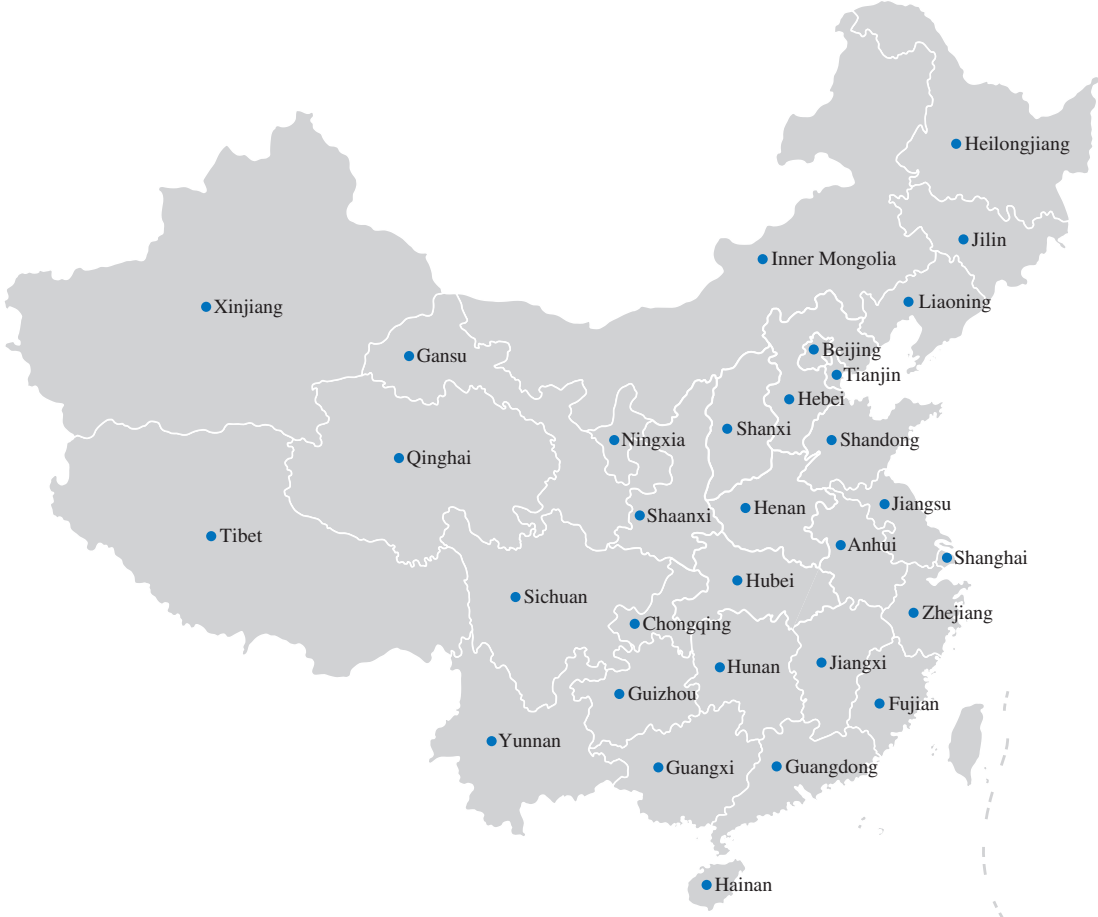 Heilongjiang
Jilin
Inner Mongolia
Liaoning
Xinjiang
Beijing
Gansu
Tianjin
Hebei
Shanxi
Ningxia
Shandong
Qinghai
Jiangsu
Henan
Shaanxi
Tibet
Anhui
Shanghai
Hubei
Sichuan
Zhejiang
Chongqing
Jiangxi
Hunan
Guizhou
Fujian
Yunnan
Guangxi
Guangdong
Hainan